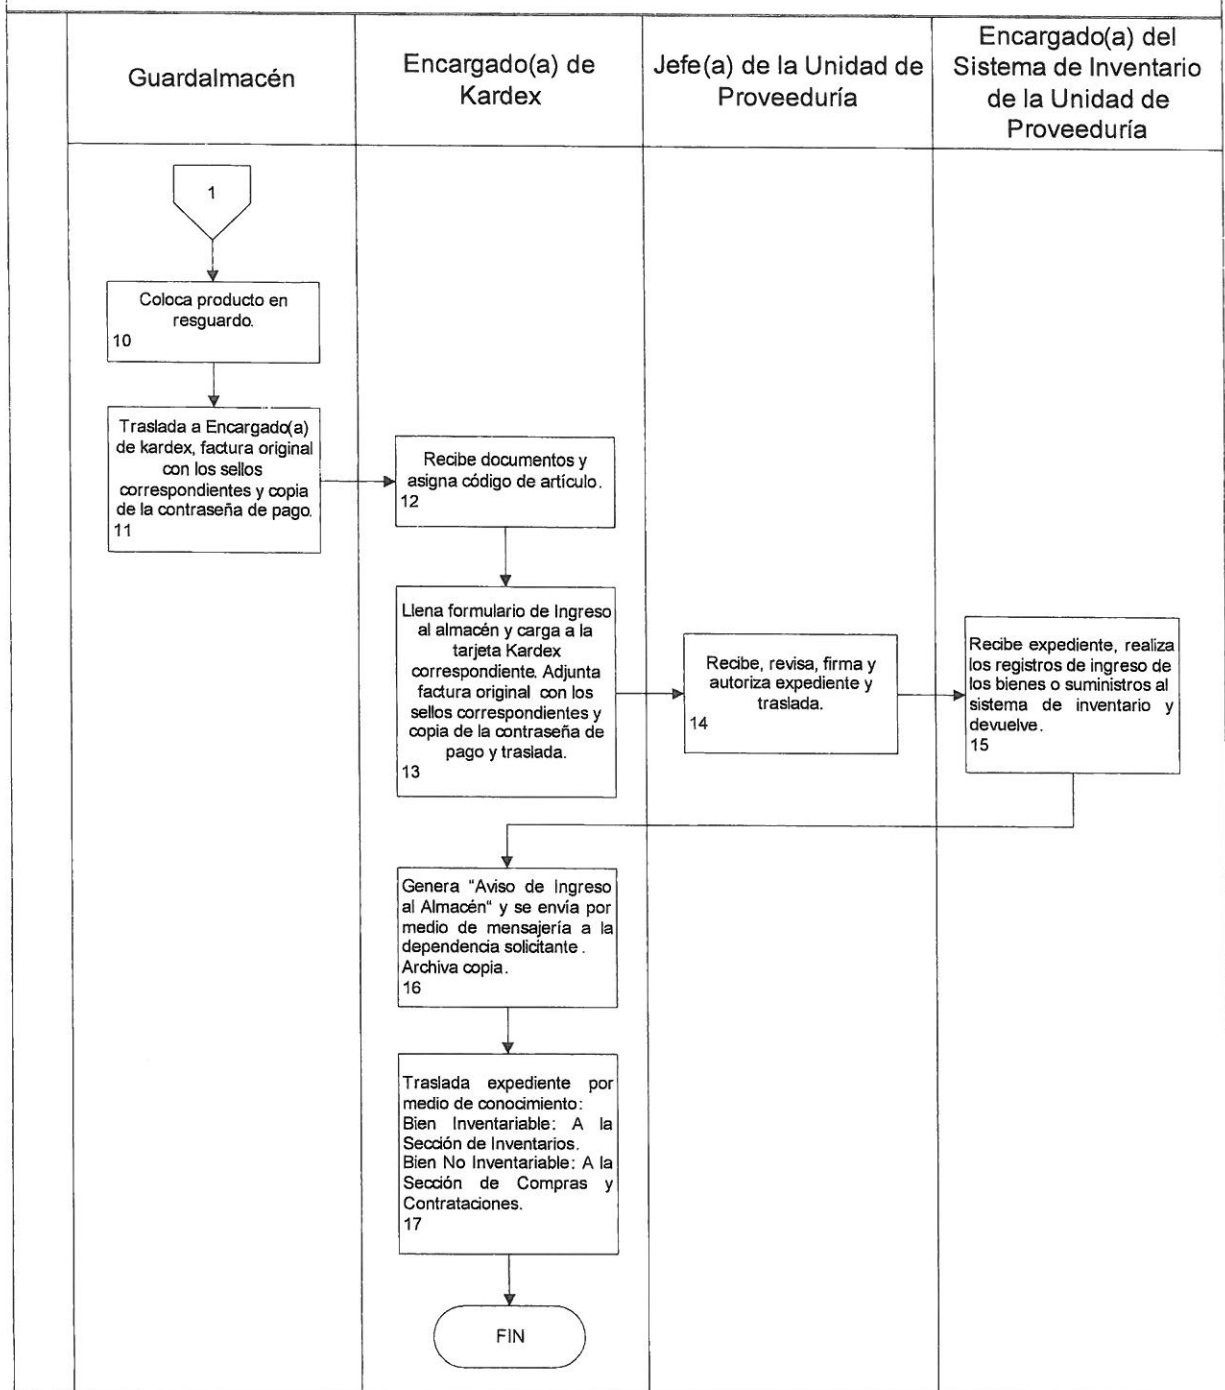 Guardalmacén
Encargado(a) de
Kardex
Jefe(a) de la Unidad de
Proveeduría
Encargado(a) del
Sistema de Inventario
de la Unidad de
Proveeduría
1
Coloca producto en
resguardo.
10
Traslada a Encargado(a)
de kardex, factura original
con los sellos
correspondientes y copia
de la contraseña de pago.
11
Recibe documentos y
asigna código de artículo.
12
Llena formulario de Ingreso
al almacén y carga a la
tarjeta Kardex
correspondiente. Adjunta
factura original con los
sellos correspondientes y
copia de la contraseña de
pago y traslada.
13
Recibe, revisa, firma y
autoriza expediente y
traslada.
14
Recibe expediente, realiza
los registros de ingreso de
los bienes o suministros al
sistema de inventario y
devuelve.
15
Genera "Aviso de Ingreso
al Almacén" y se envía por
medio de mensajería a la
dependencia solicitante.
Archiva copia.
16
Traslada expediente por
medio de conocimiento:
Bien Inventariable: A la
Sección de Inventarios.
Bien No Inventariable: A la
Sección de Compras y
Contrataciones.
17
FIN